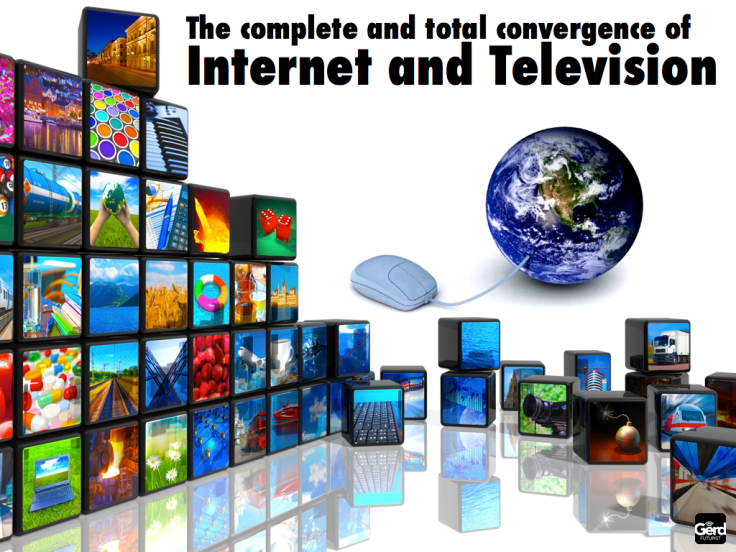 The complete and total convergence of
Internet and Television
Gerd
FUTURIST